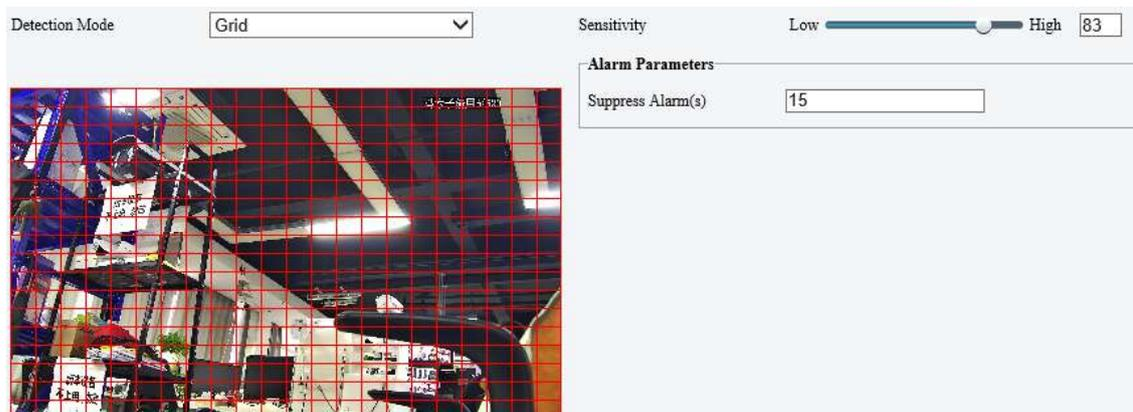 Detection Mode
Grid
Sensitivity
Low
High
83
Alarm Parameters
Suppress Alarm(s)
15